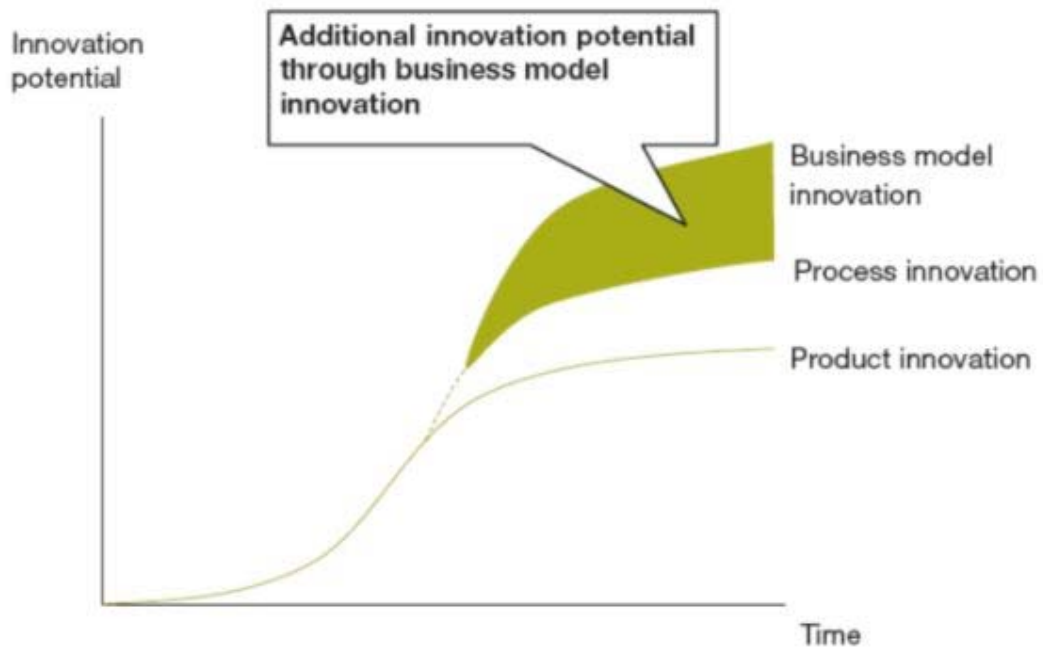 Innovation
potential
Additional innovation potential
through business model
innovation
Business model
innovation
Process innovation
Product innovation
Time